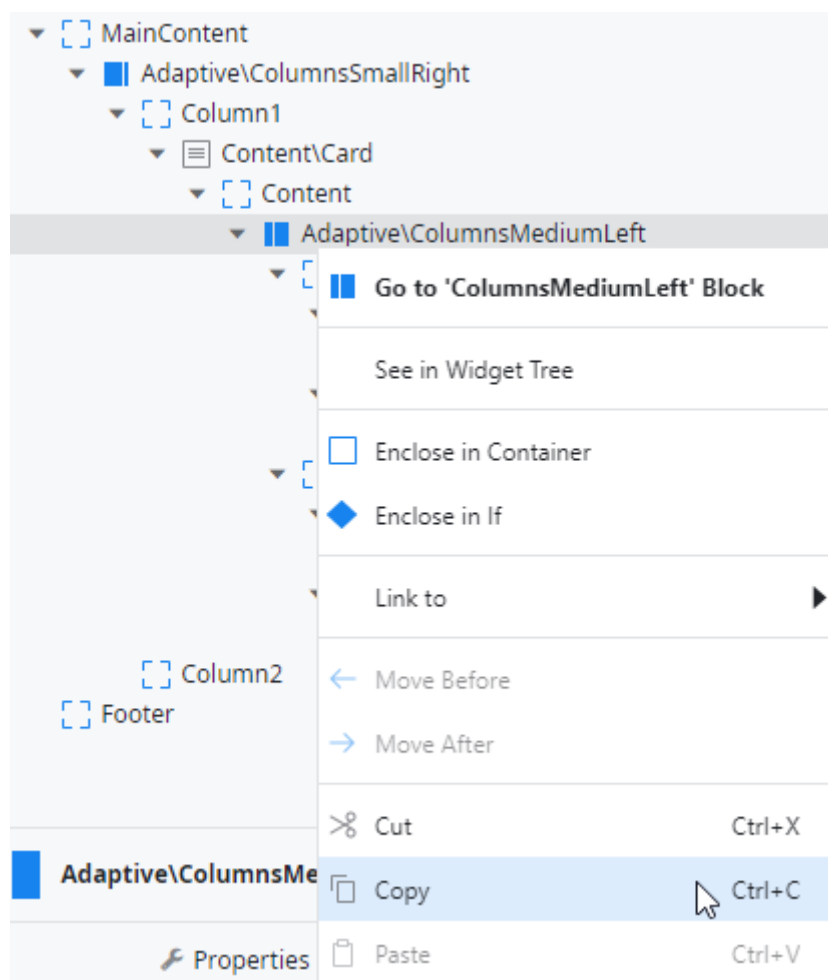 MainContent
Adaptive\ColumnsSmallRight
Column1
Content\Card
Content
Adaptive\ColumnsMediumLeft
Go to 'ColumnsMediumLeft' Block
See in Widget Tree
Enclose in Container
Enclose in If
Link to
Column2
Move Before
Footer
Move After
Cut Ctrl+X
Adaptive\ColumnsMe
Copy Ctrl+C
Properties
Paste Ctrl+V